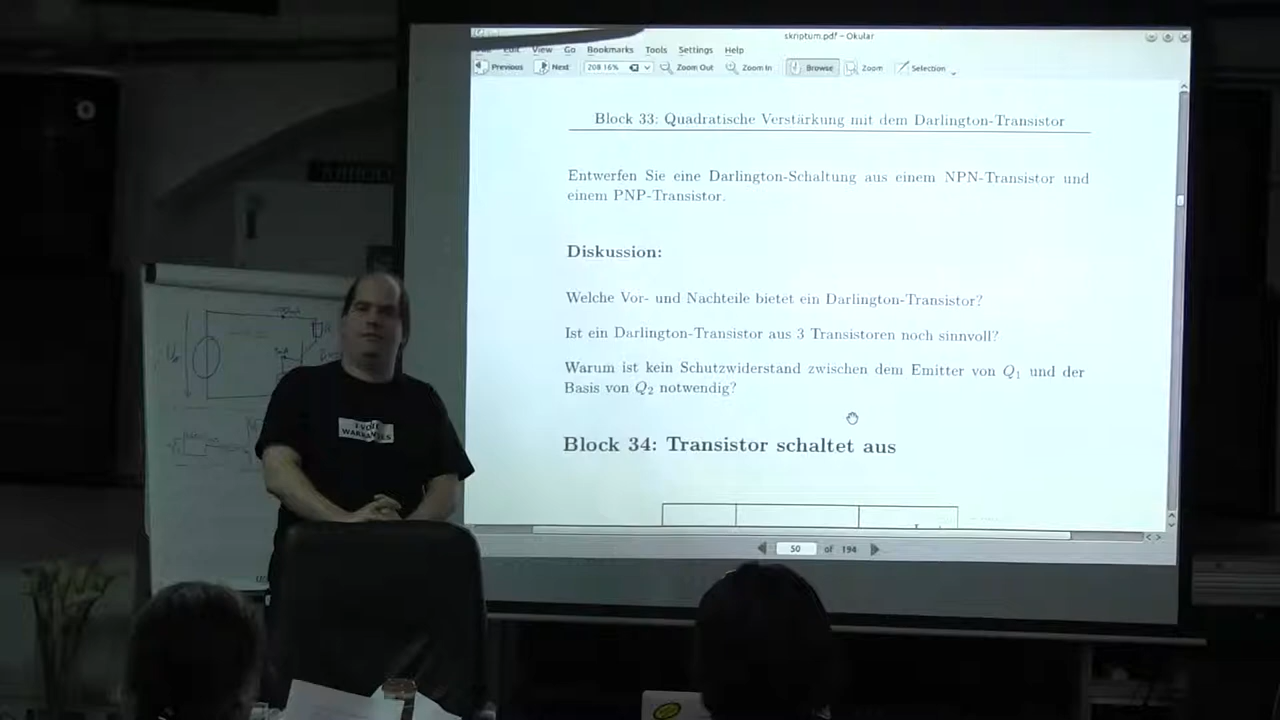 skriptum.pdf – Okular
Edit View Go Bookmarks Tools Settings Help
Previous Next 208.16% Zoom Out Zoom In Browse Zoom Selection
Block 33: Quadratische Verstärkung mit dem Darlington-Transistor
Entwerfen Sie eine Darlington-Schaltung aus einem NPN-Transistor und
einem PNP-Transistor.
Diskussion:
Welche Vor- und Nachteile bietet ein Darlington-Transistor?
Ist ein Darlington-Transistor aus 3 Transistoren noch sinnvoll?
Warum ist kein Schutzwiderstand zwischen dem Emitter von Q1 und der
Basis von Q2 notwendig?
Block 34: Transistor schaltet aus
50 of 194
I VOID
WARRANTIES